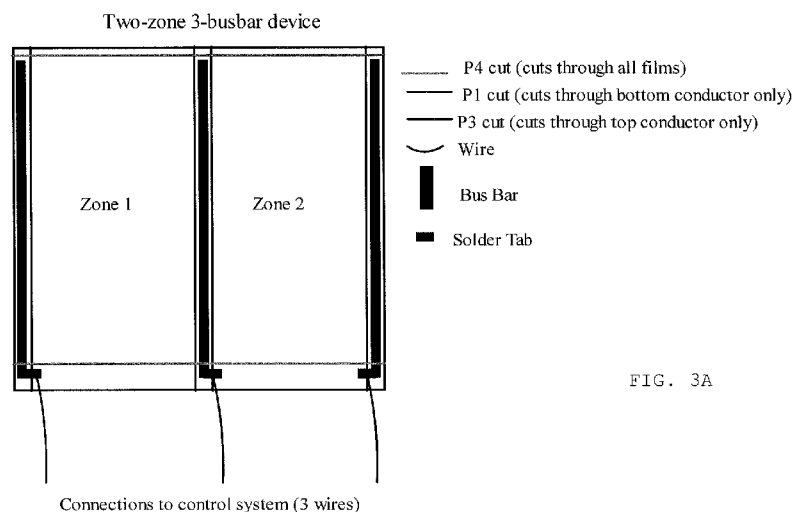 Two-zone 3-busbar device
P4 cut (cuts through all films)
P1 cut (cuts through bottom conductor only)
P3 cut (cuts through top conductor only)
Wire
Bus Bar
Solder Tab
Zone 1
Zone 2
FIG. 3A
Connections to control system (3 wires)